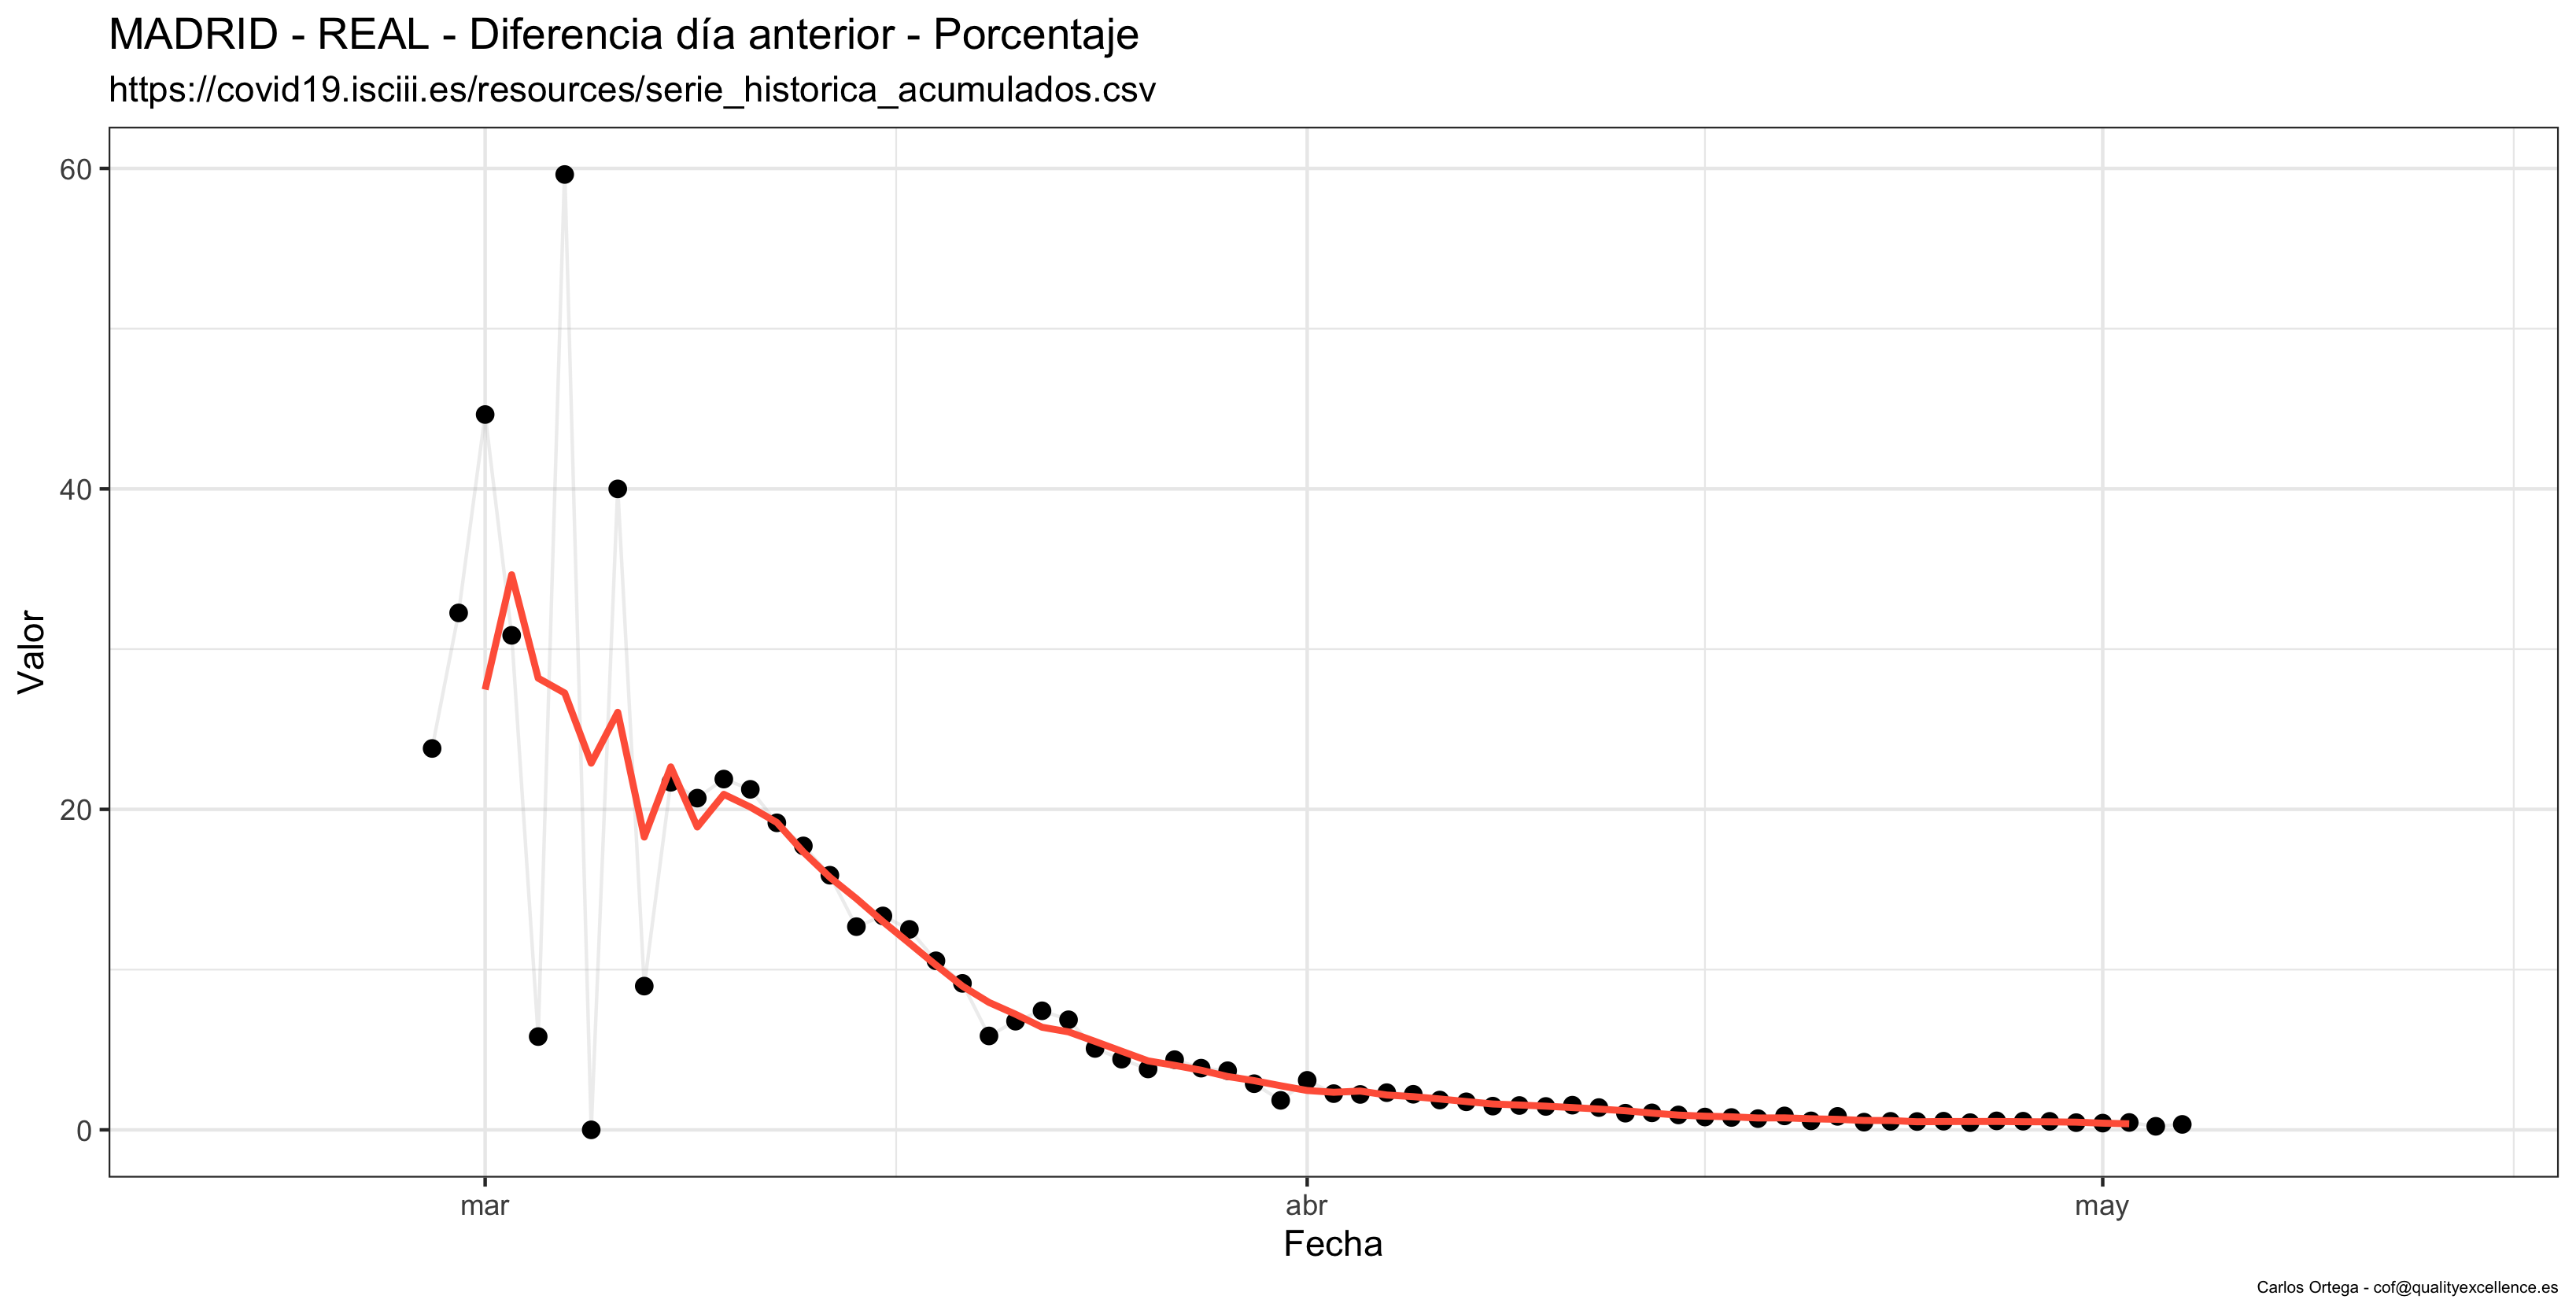 MADRID - REAL - Diferencia día anterior - Porcentaje
https://covid19.isciii.es/resources/serie_historica_acumulados.csv
60
40
20
0
Valor
mar
abr
may
Fecha
Carlos Ortega - cof@qualityexcellence.es